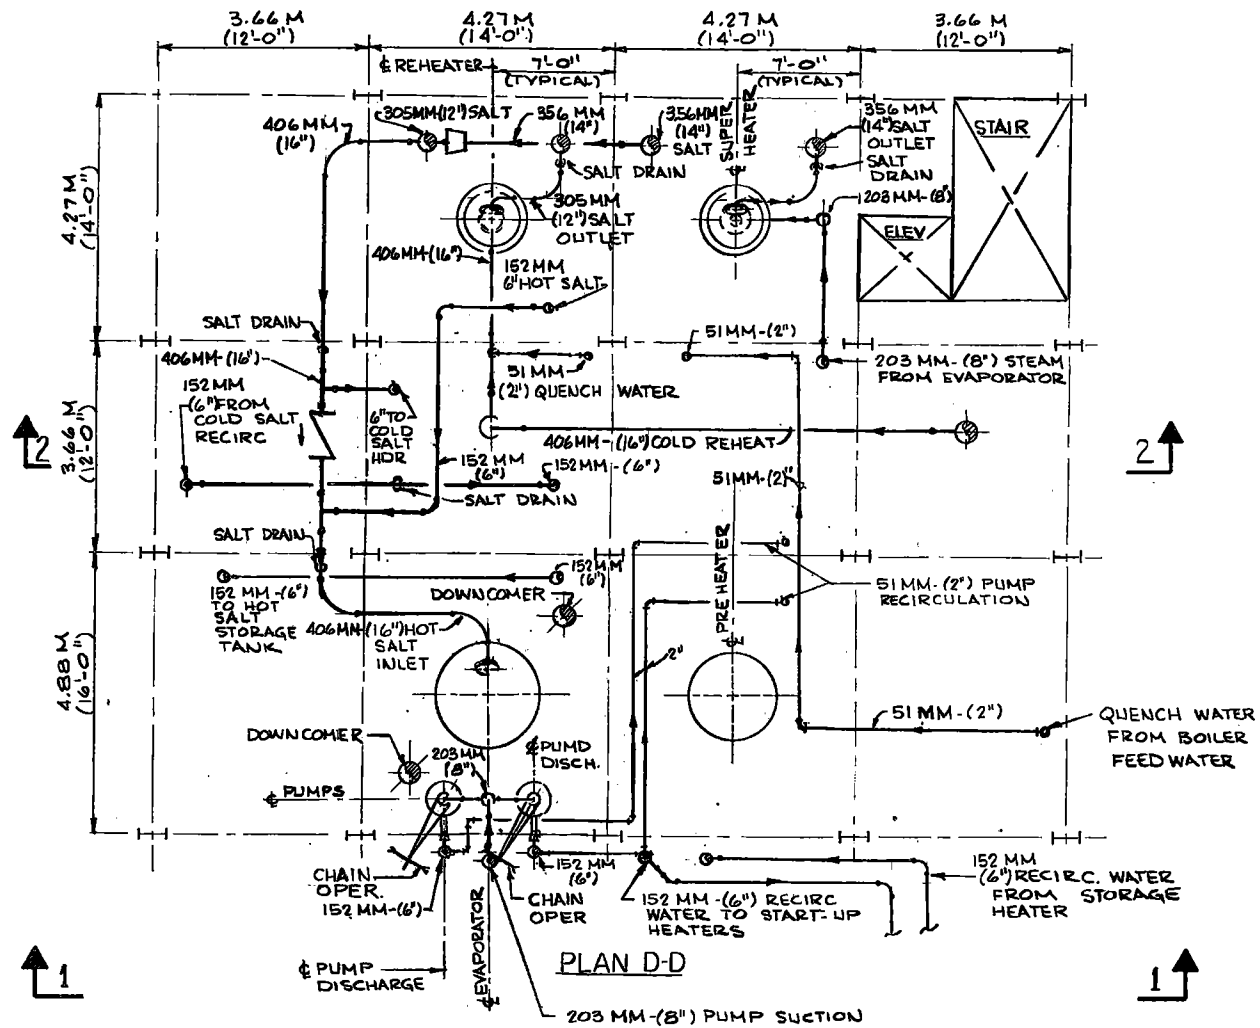 3.66 M
(12'-0")
4.27 M
(14'-0")
4.27 M
(14'-0")
3.66 M
(12'-0")
℄ REHEATER
7'-0"
(TYPICAL)
7'-0"
(TYPICAL)
305MM (12") SALT
406 MM
(16")
356 MM
(14")
356MM
(14")
SALT
SUPER
HEATER
℄
356 MM
(14") SALT
OUTLET
SALT
DRAIN
STAIR
SALT DRAIN
203 MM-(8")
305MM
(12") SALT
OUTLET
ELEV
4.27 M
(14'-0")
406MM-(16")
152 MM
6" HOT SALT
SALT DRAIN
51 MM-(2")
406MM-(16")
51 MM
(2") QUENCH WATER
203 MM-(8") STEAM
FROM EVAPORATOR
152 MM
(6") FROM
COLD SALT
RECIRC
6" TO
COLD
SALT
HDR
406MM-(16") COLD REHEAT
2
2
3.66 M
(12'-0")
152 MM
(6")
152MM-(6")
51MM-(2")
SALT DRAIN
SALT DRAIN
PREHEATER
℄
152 MM
(6")
51 MM-(2") PUMP
RECIRCULATION
152 MM-(6")
TO HOT
SALT
STORAGE
TANK
DOWNCOMER
406MM-(16") HOT
SALT
INLET
2"
4.88 M
(16'-0")
51 MM-(2")
QUENCH WATER
FROM BOILER
FEED WATER
DOWNCOMER
203 MM
(8")
℄ PUMP
DISCH.
℄ PUMPS
CHAIN
OPER.
152 MM-(6")
152 MM
(6")
CHAIN
OPER
152 MM-(6") RECIRC
WATER TO START-UP
HEATERS
152 MM
(6") RECIRC. WATER
FROM STORAGE
HEATER
℄ EVAPORATOR
℄ PUMP
DISCHARGE
PLAN D-D
1
1
203 MM-(8") PUMP SUCTION